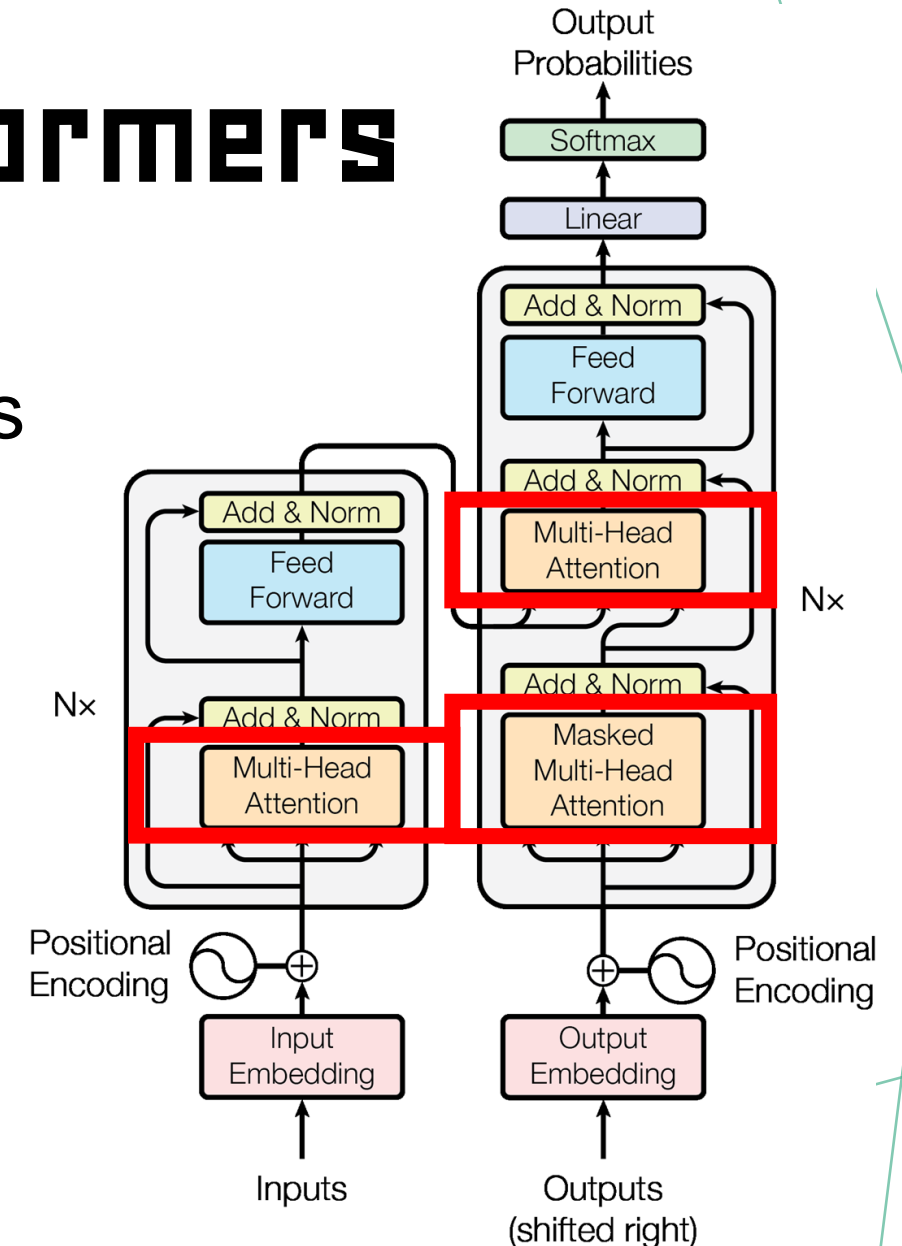 Output
Probabilities
ormers
Softmax
Linear
Add & Norm
Feed
Forward
s
Add & Norm
Multi-Head
Attention
Add & Norm
Feed
Forward
N×
Add & Norm
Masked
Multi-Head
Attention
N×
Add & Norm
Multi-Head
Attention
Positional
Encoding
Positional
Encoding
Input
Embedding
Output
Embedding
Inputs
Outputs
(shifted right)